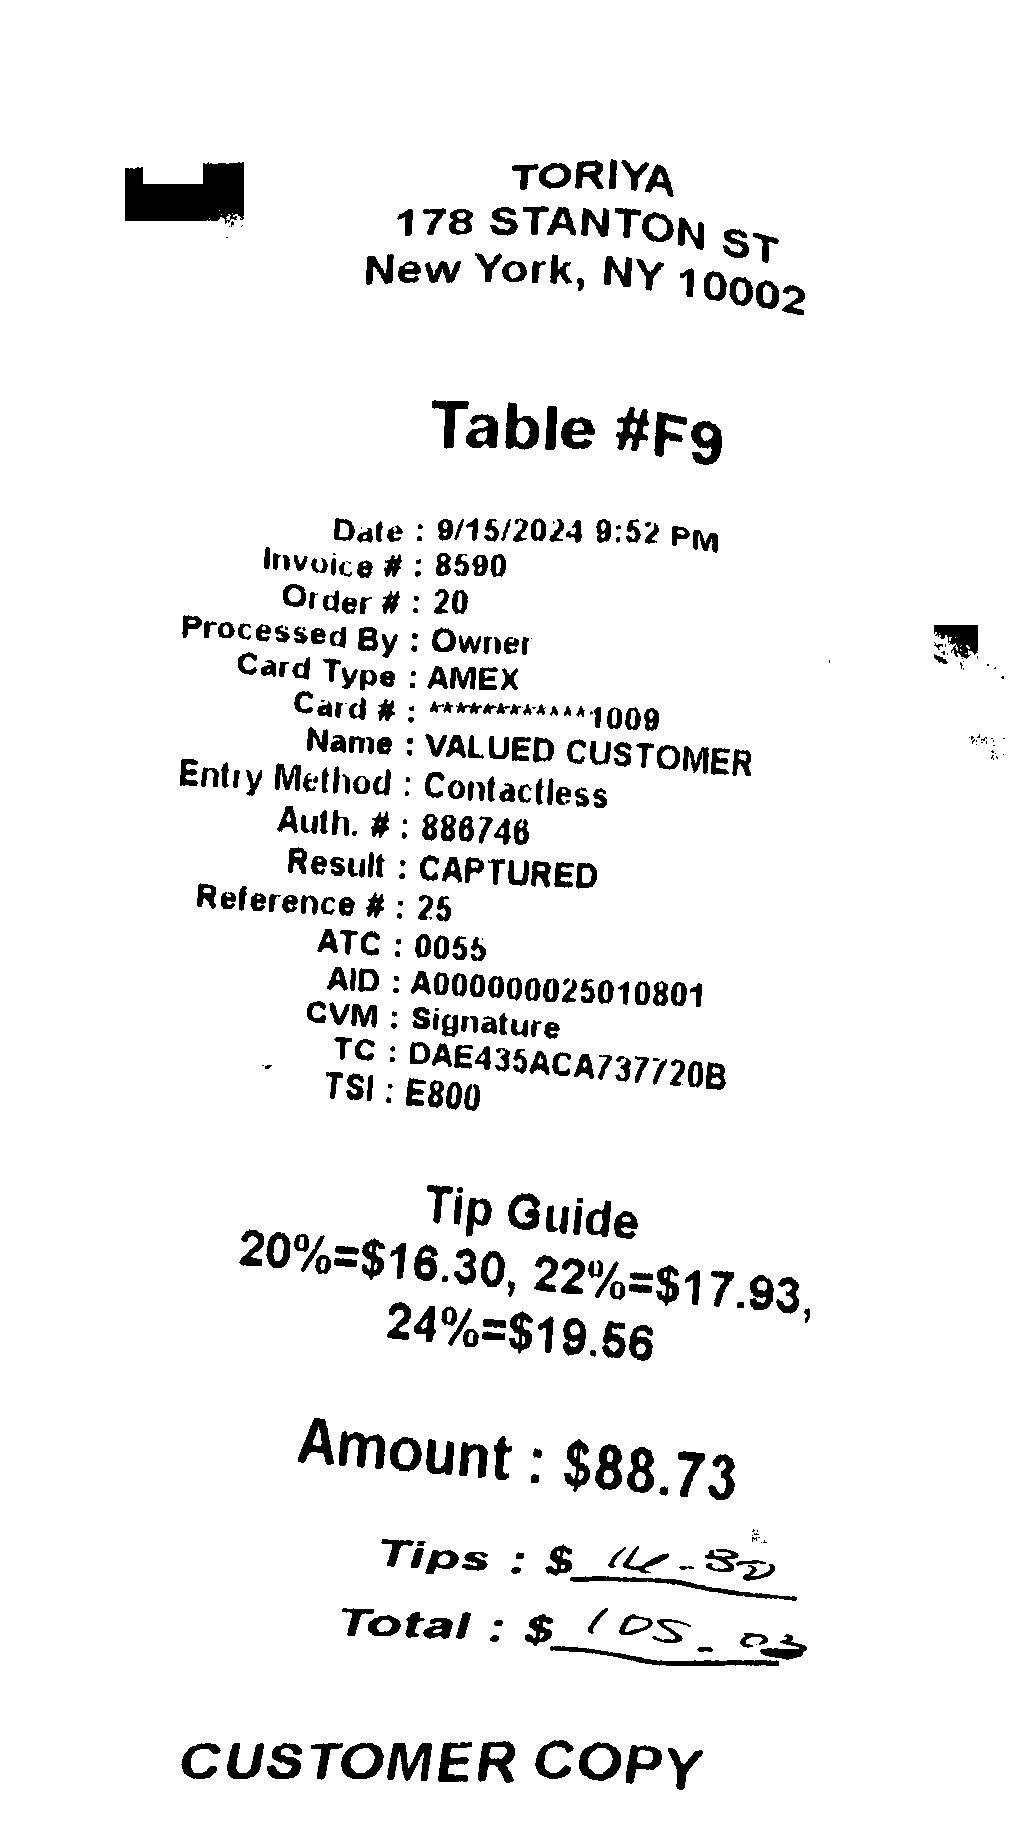 TORIYA
178 STANTON ST
New York, NY 10002
Table #F9
Date : 9/15/2024 9:52 PM
Invoice # : 8590
Order # : 20
Processed By : Owner
Card Type : AMEX
Card # : ************1009
Name : VALUED CUSTOMER
Entry Method : Contactless
Auth. # : 886746
Result : CAPTURED
Reference # : 25
ATC : 0055
AID : A000000025010801
CVM : Signature
TC : DAE435ACA737720B
TSI : E800
Tip Guide
20%=$16.30, 22%=$17.93,
24%=$19.56
Amount : $88.73
Tips : $ 16.30
Total : $ 105.03
CUSTOMER COPY